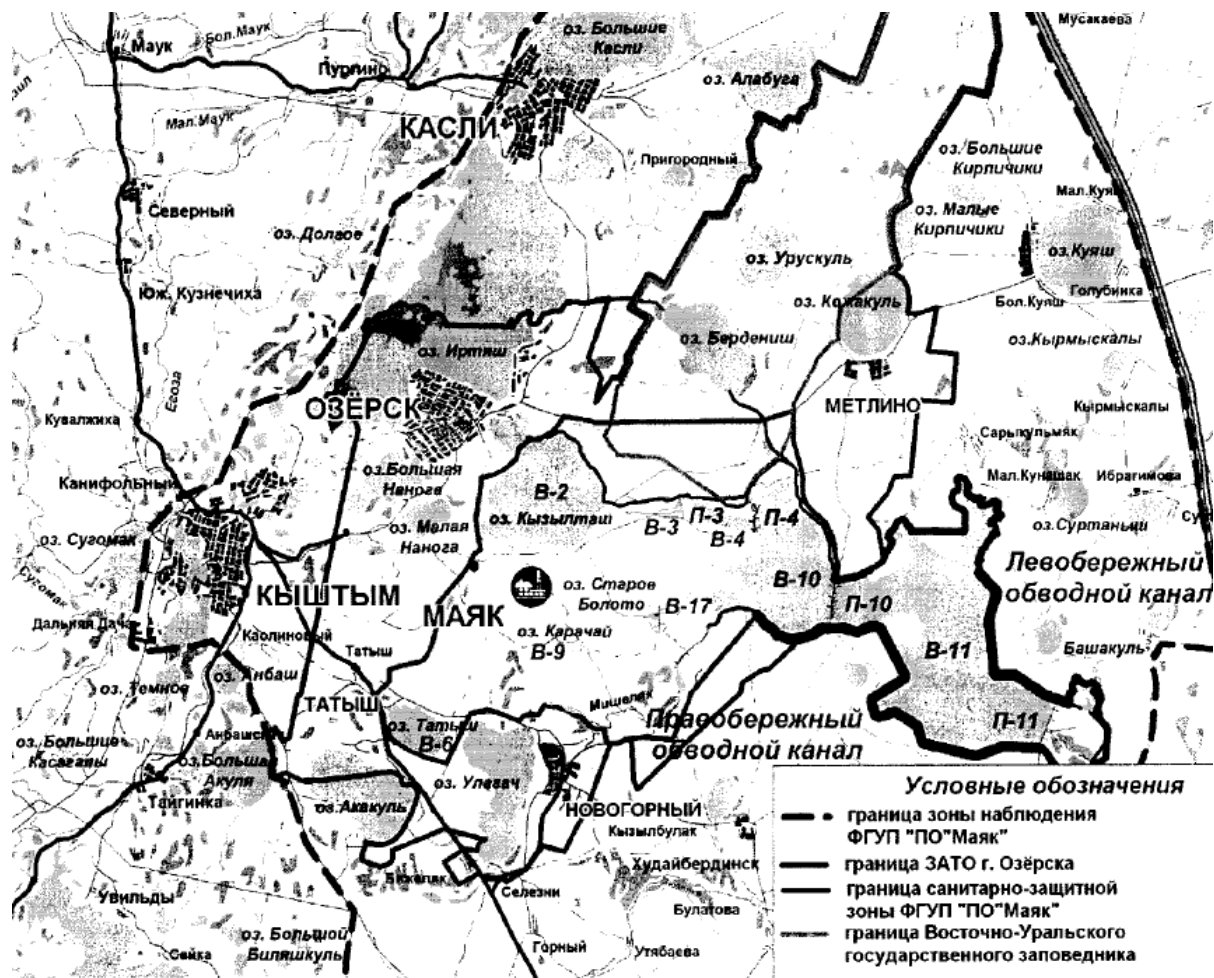 Мусакаева
Маук
Бол.Маук
оз. Большие
Касли
Пургино
оз. Алабуга
Мал.Маук
КАСЛИ
Пригородный
оз. Большие
Кирпичики
Северный
Мал.Куяш
оз. Малые
Кирпичики
оз. Долгое
оз. Куяш
оз. Урускуль
Юж. Кузнечиха
оз. Кожакуль
Голубинка
Бол.Куяш
оз. Бердениш
оз.Кырмыскалы
оз. Иртяш
Егоза
ОЗЁРСК
МЕТЛИНО
Кырмыскалы
Кувалжиха
Сарыкульмяк
оз.Большая
Нанога
Мал.Кунашак
Ибрагимова
Канифольный
В-2
оз. Кызылташ
В-3
П-3
П-4
В-4
оз.Суртаньци
оз. Малая
Нанога
оз. Сугомак
Сугомак
Левобережный
обводной канал
В-10
оз. Старое
Болото
КЫШТЫМ
МАЯК
В-17
П-10
Дальняя Дача
Каолиновый
оз. Карачай
В-9
Татыш
В-11
Башакуль
оз. Темное
оз. Анбаш
ТАТЫШ
Мишеляк
Правобережный
обводной канал
П-11
оз. Татыш
В-6
оз. Большие
Касаганы
оз.Большая
Акуля
оз. Улагач
Тайгинка
оз. Акакуль
НОВОГОРНЫЙ
Кызылбулак
Худайбердинск
Селезни
Увильды
Булатова
оз. Большой
Биляшкуль
Сайка
Горный
Утябаева
Условные обозначения
граница зоны наблюдения
ФГУП "ПО"Маяк"
граница ЗАТО г. Озёрска
граница санитарно-защитной
зоны ФГУП "ПО"Маяк"
граница Восточно-Уральского
государственного заповедника